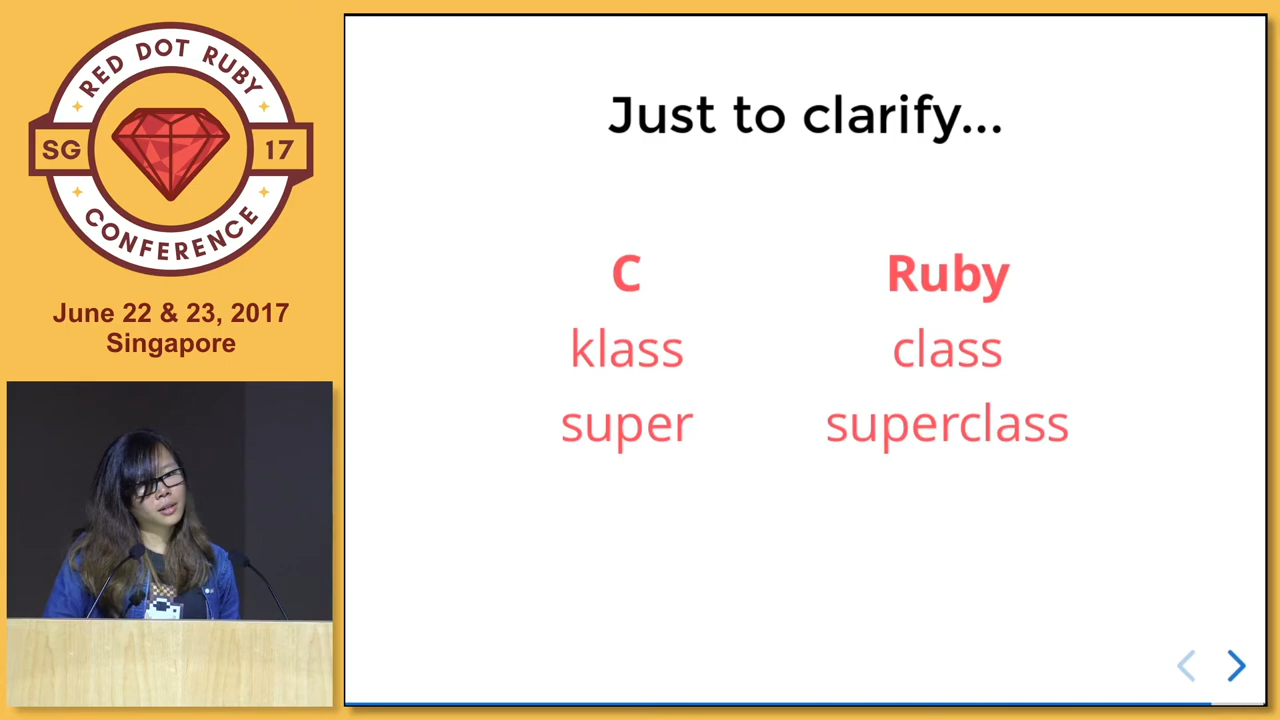 RED DOT RUBY
SG 17
CONFERENCE
June 22 & 23, 2017
Singapore
Just to clarify...
C Ruby
klass class
super superclass